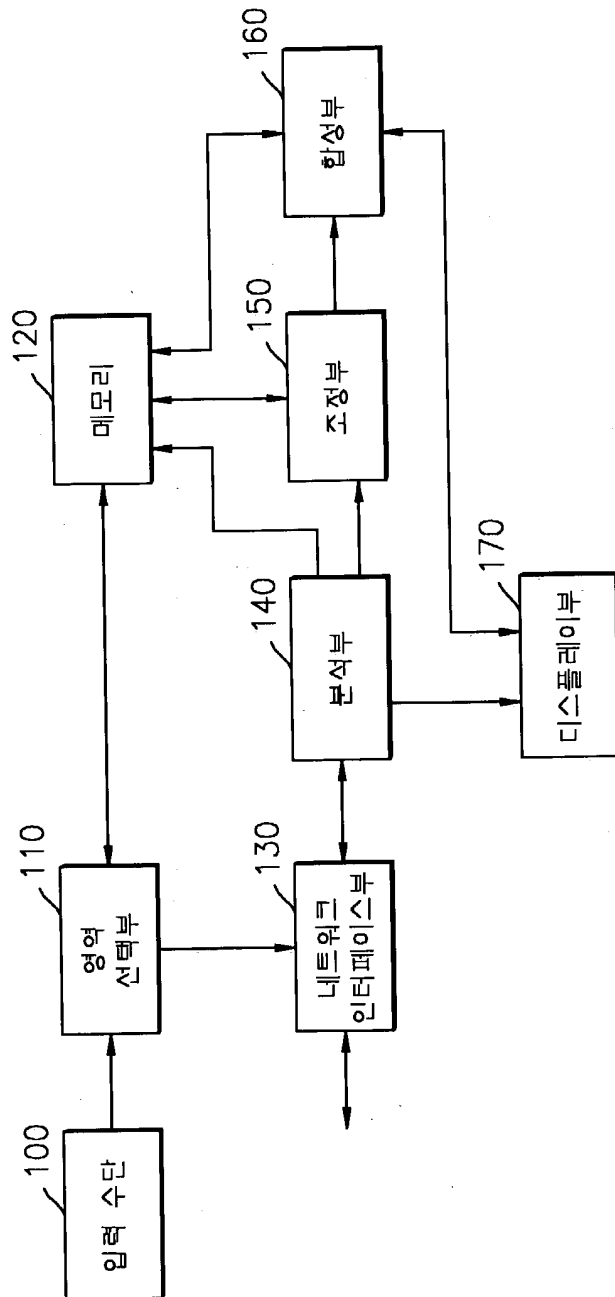 100
입력 수단
110
영역
선택부
120
메모리
130
네트워크
인터페이스부
140
분석부
150
조정부
160
합성부
170
디스플레이부